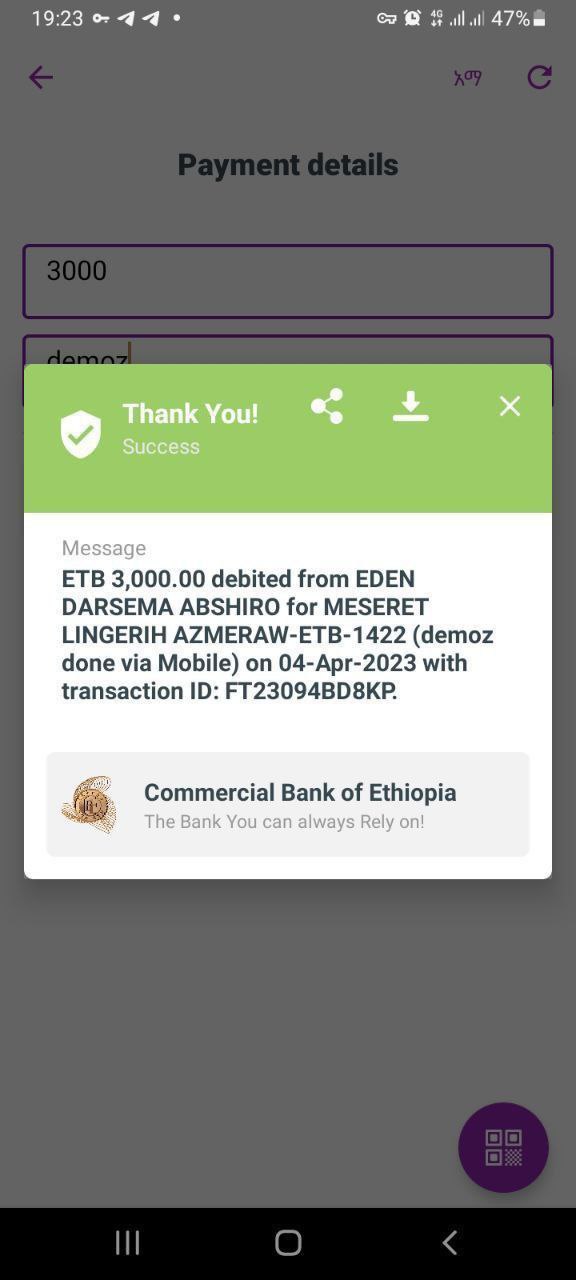 19:23
4G
47%
አማ
Payment details
3000
demoz
Thank You!
Success
Message
ETB 3,000.00 debited from EDEN
DARSEMA ABSHIRO for MESERET
LINGERIH AZMERAW-ETB-1422 (demoz
done via Mobile) on 04-Apr-2023 with
transaction ID: FT23094BD8KP.
Commercial Bank of Ethiopia
The Bank You can always Rely on!